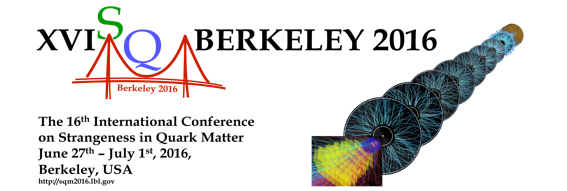 XVI SQ BERKELEY 2016
Berkeley 2016
The 16th International Conference
on Strangeness in Quark Matter
June 27th – July 1st, 2016,
Berkeley, USA
http://sqm2016.lbl.gov